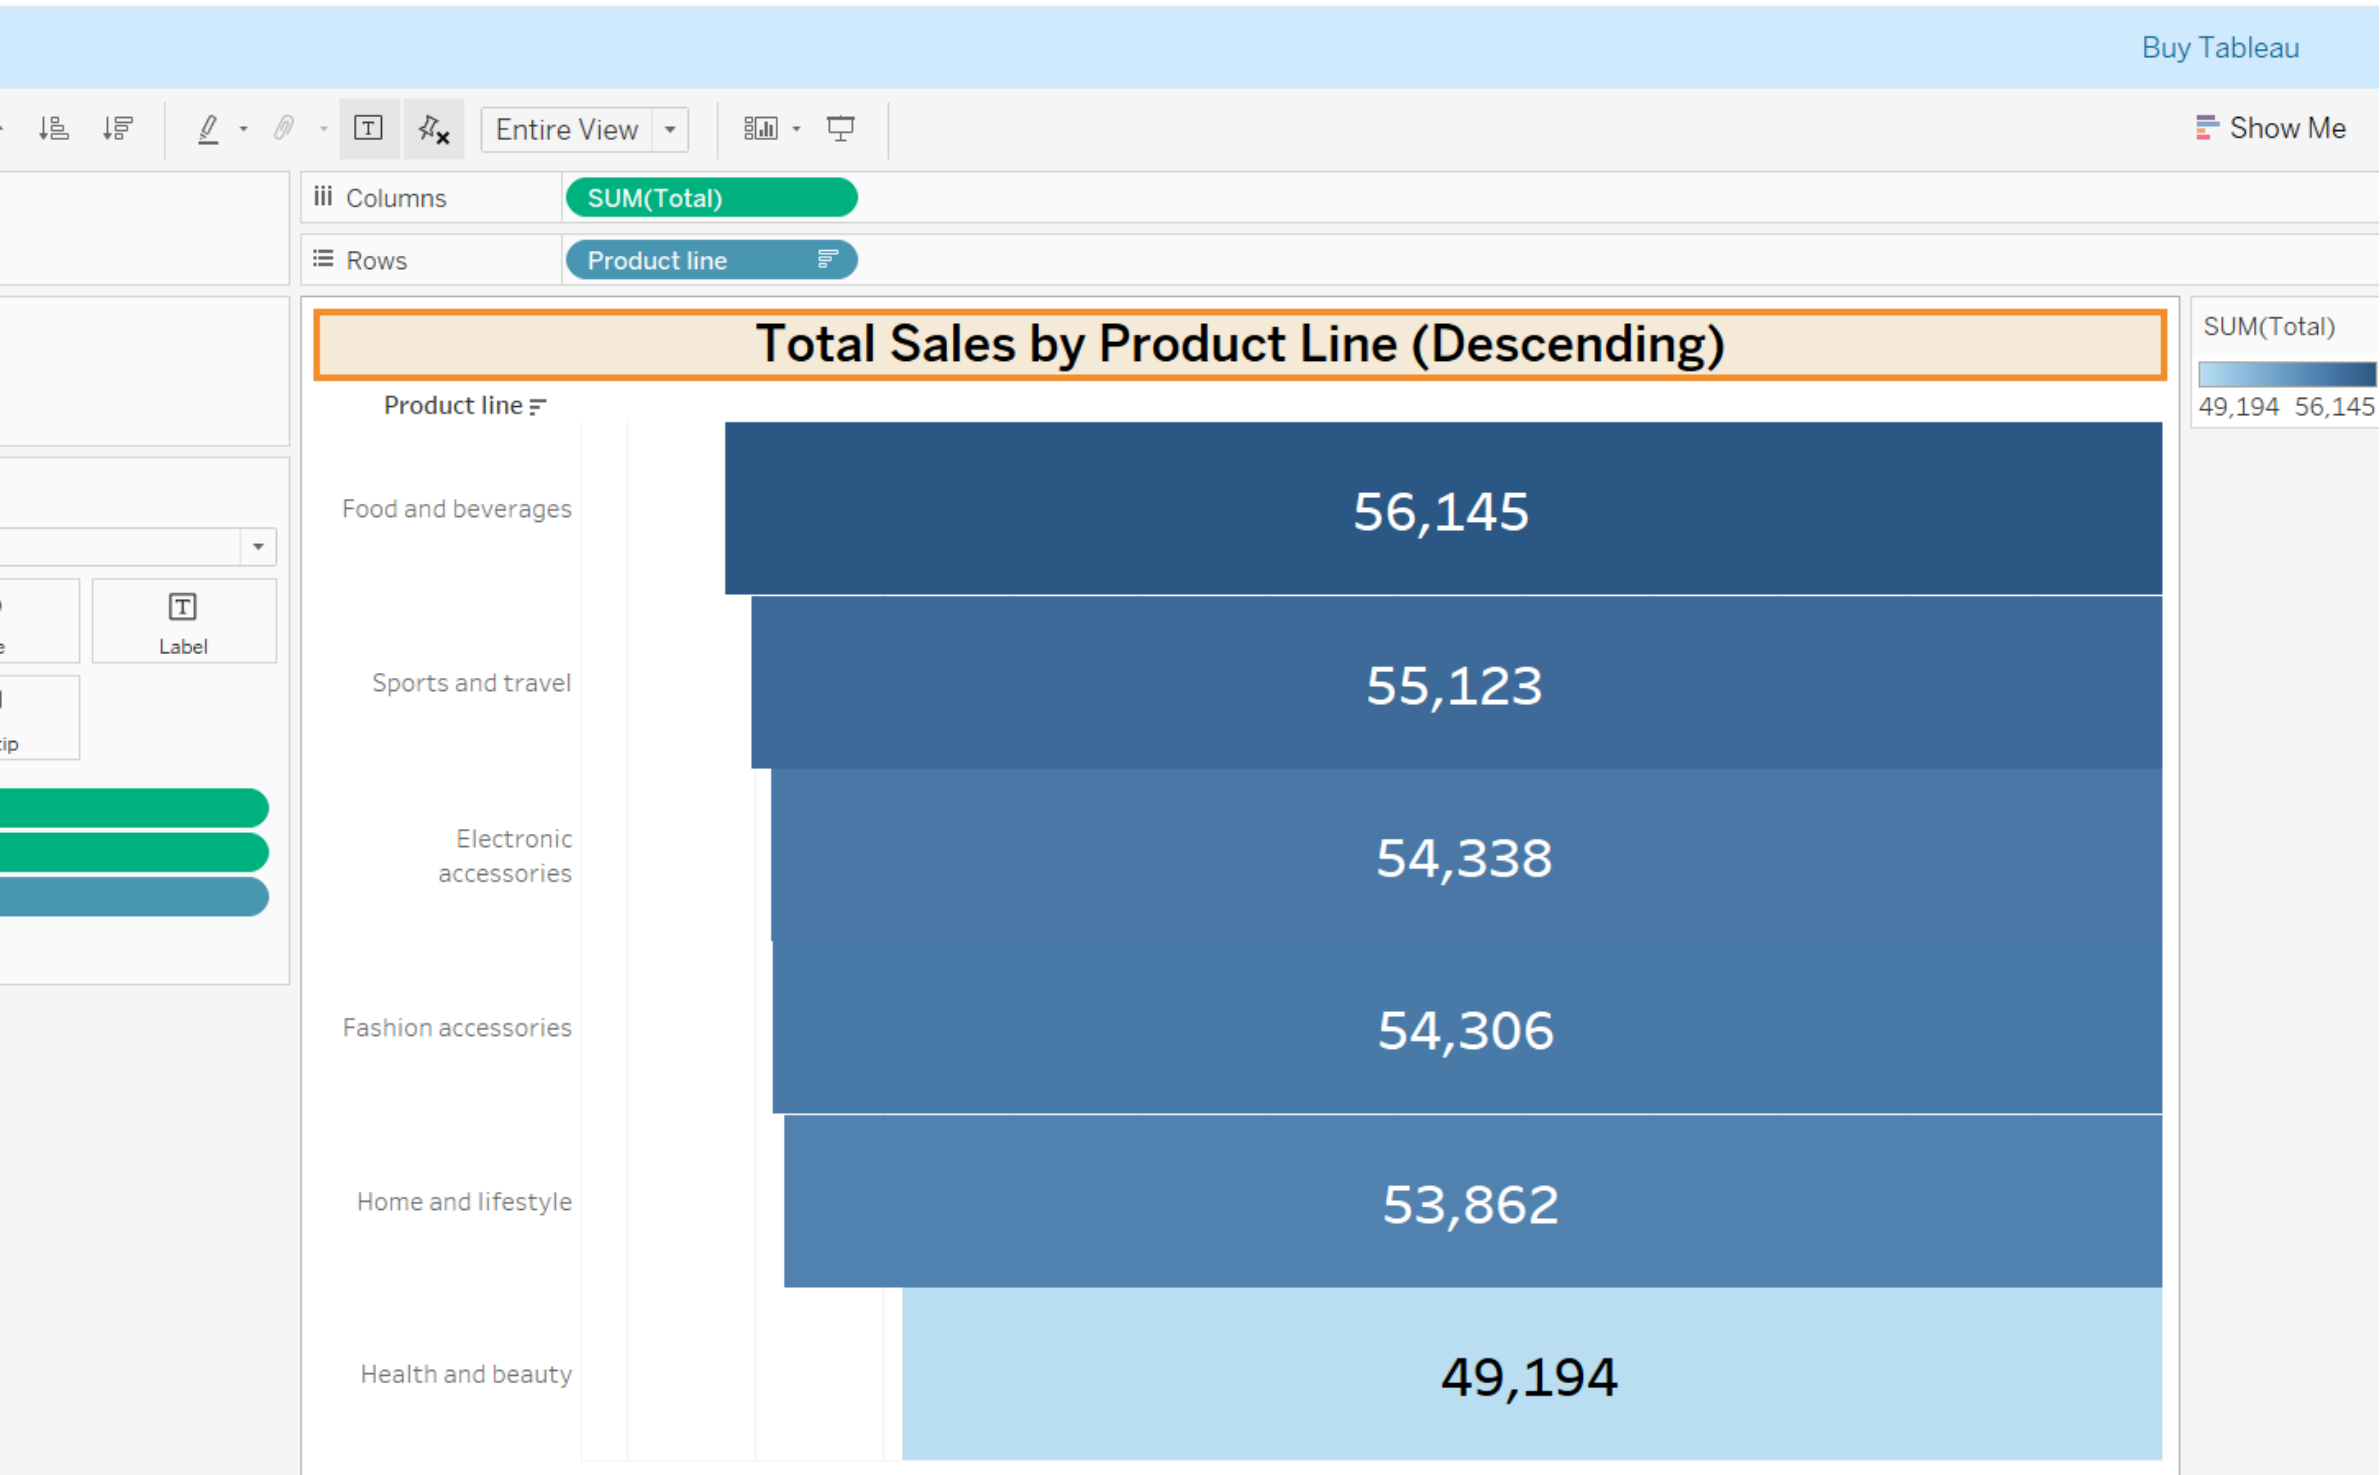 Buy Tableau
T
Entire View
Show Me
Columns
SUM(Total)
Rows
Product line
Total Sales by Product Line (Descending)
SUM(Total)
49,194 56,145
Product line
Food and beverages
56,145
Sports and travel
55,123
Electronic
accessories
54,338
Fashion accessories
54,306
Home and lifestyle
53,862
Health and beauty
49,194
T
Label